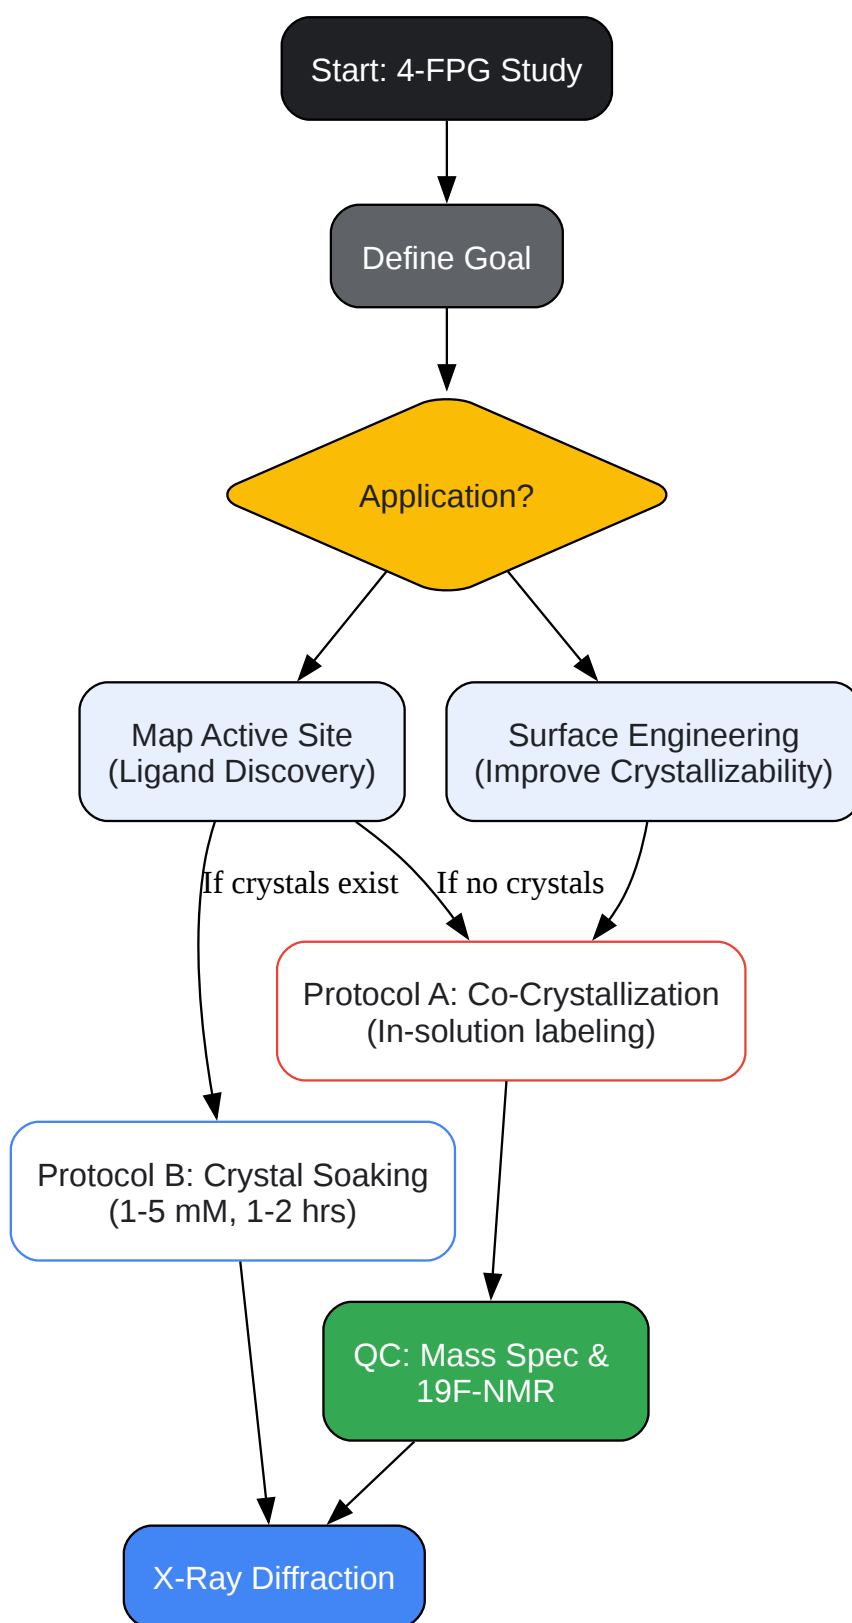 Start: 4-FPG Study
Define Goal
Application?
Map Active Site
(Ligand Discovery)
Surface Engineering
(Improve Crystallizability)
If crystals exist
If no crystals
Protocol A: Co-Crystallization
(In-solution labeling)
Protocol B: Crystal Soaking
(1-5 mM, 1-2 hrs)
QC: Mass Spec &
19F-NMR
X-Ray Diffraction